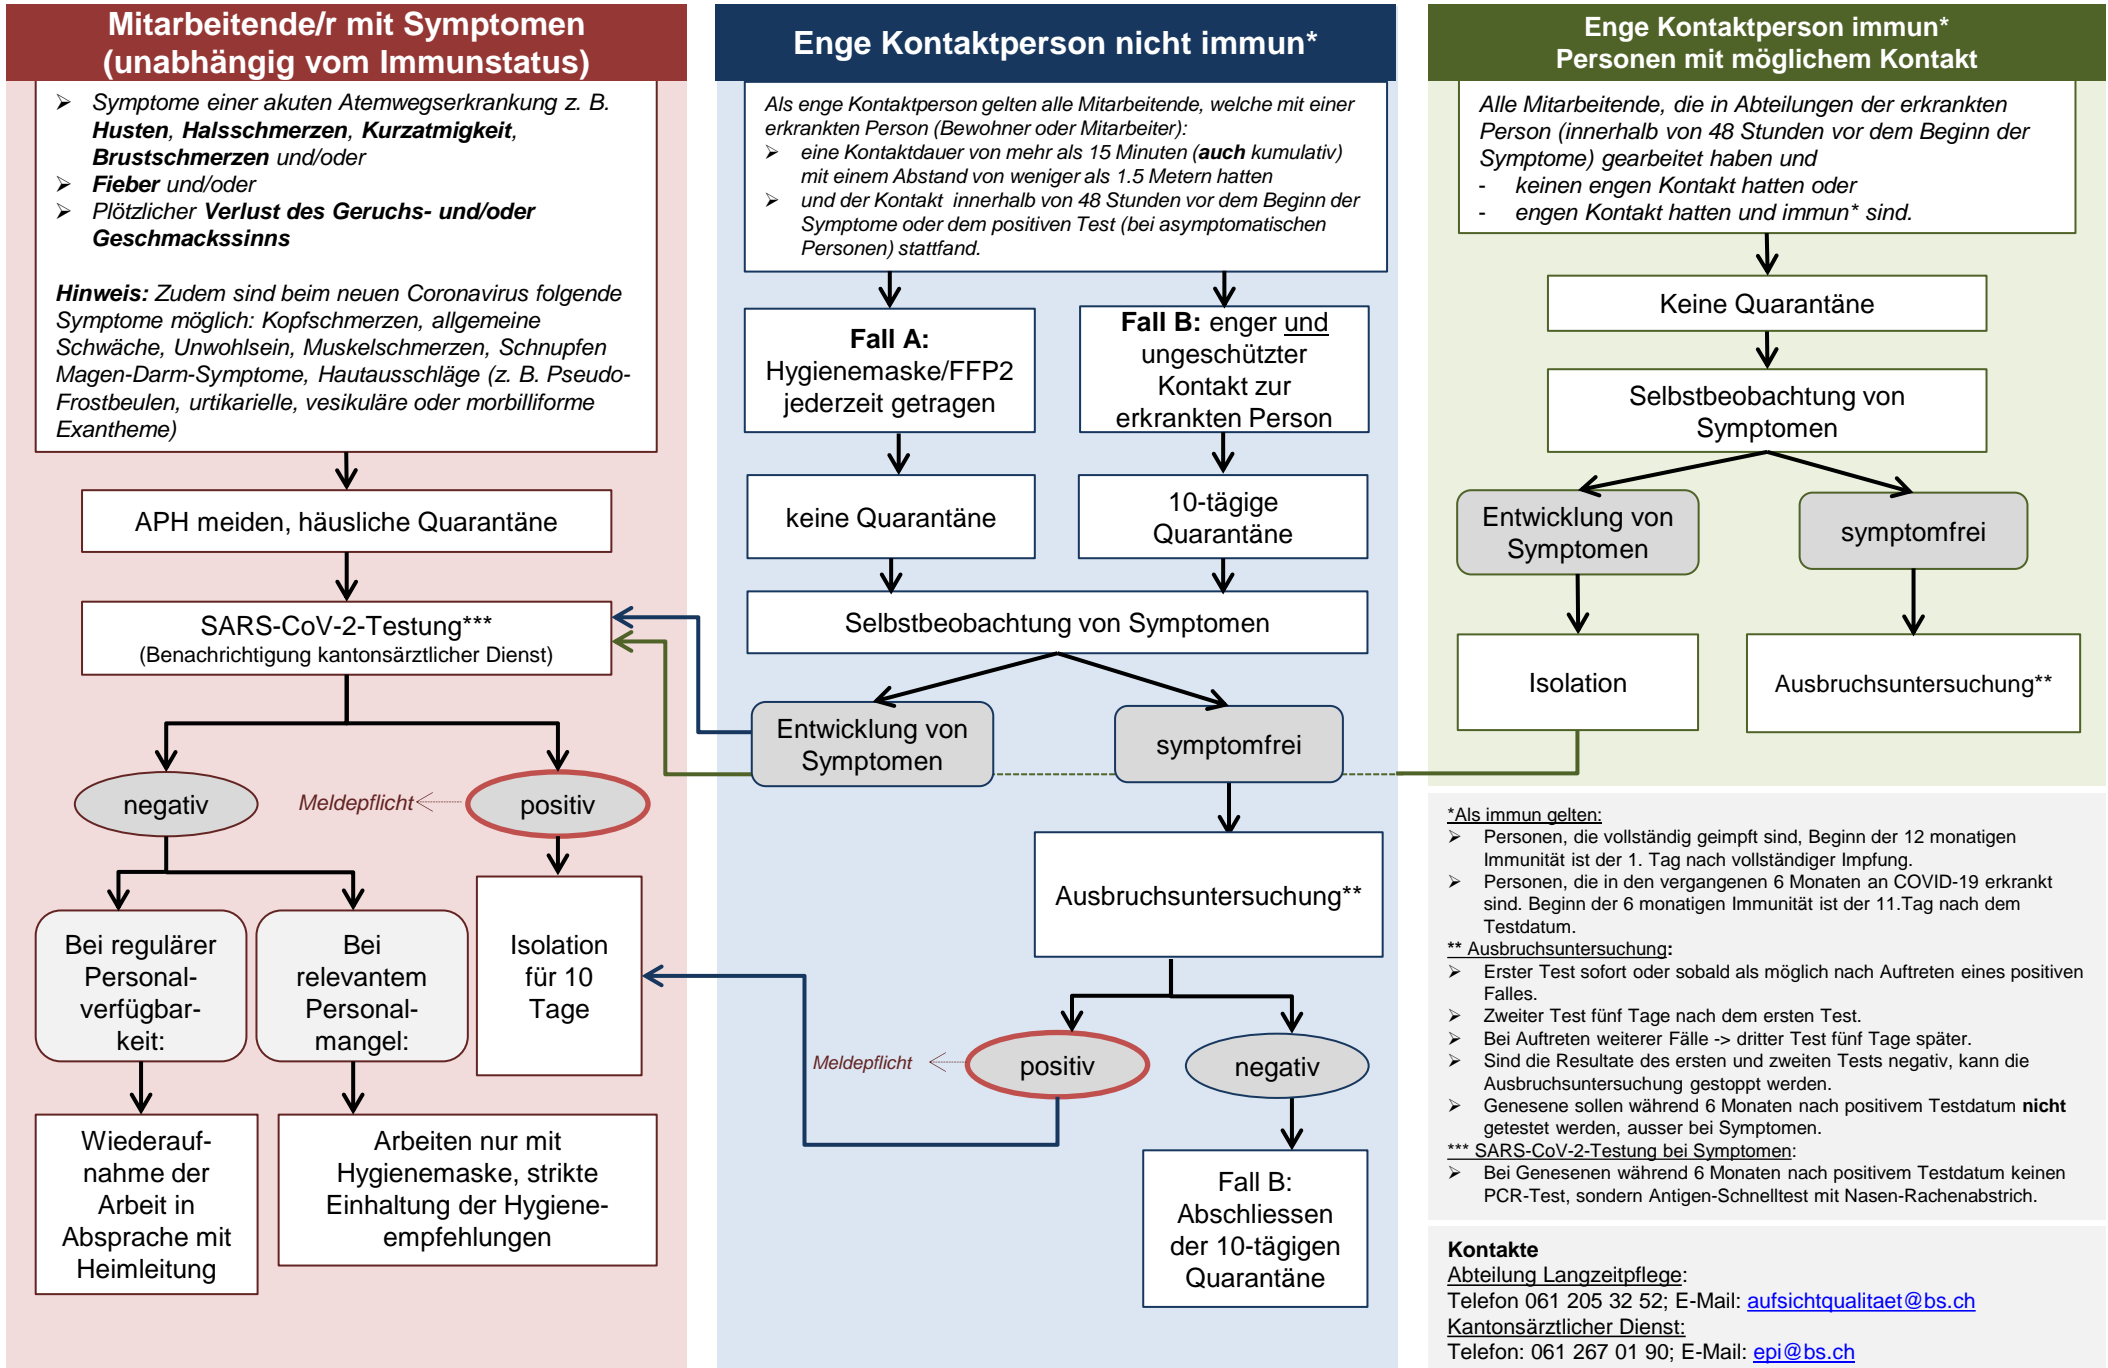 Mitarbeitende/r mit Symptomen
(unabhängig vom Immunstatus)
➢ Symptome einer akuten Atemwegserkrankung z. B.
Husten, Halsschmerzen, Kurzatmigkeit,
Brustschmerzen und/oder
➢ Fieber und/oder
➢ Plötzlicher Verlust des Geruchs- und/oder
Geschmackssinns
Hinweis: Zudem sind beim neuen Coronavirus folgende
Symptome möglich: Kopfschmerzen, allgemeine
Schwäche, Unwohlsein, Muskelschmerzen, Schnupfen
Magen-Darm-Symptome, Hautausschläge (z. B. Pseudo-
Frostbeulen, urtikarielle, vesikuläre oder morbilliforme
Exantheme)
APH meiden, häusliche Quarantäne
SARS-CoV-2-Testung***
(Benachrichtigung kantonsärztlicher Dienst)
negativ
Meldepflicht
positiv
Bei regulärer
Personal-
verfügbar-
keit:
Bei
relevantem
Personal-
mangel:
Isolation
für 10
Tage
Wiederauf-
nahme der
Arbeit in
Absprache mit
Heimleitung
Arbeiten nur mit
Hygienemaske, strikte
Einhaltung der Hygiene-
empfehlungen
Enge Kontaktperson nicht immun*
Als enge Kontaktperson gelten alle Mitarbeitende, welche mit einer
erkrankten Person (Bewohner oder Mitarbeiter):
➢ eine Kontaktdauer von mehr als 15 Minuten (auch kumulativ)
mit einem Abstand von weniger als 1.5 Metern hatten
➢ und der Kontakt innerhalb von 48 Stunden vor dem Beginn der
Symptome oder dem positiven Test (bei asymptomatischen
Personen) stattfand.
Fall A:
Hygienemaske/FFP2
jederzeit getragen
Fall B: enger und
ungeschützter
Kontakt zur
erkrankten Person
keine Quarantäne
10-tägige
Quarantäne
Selbstbeobachtung von Symptomen
Entwicklung von
Symptomen
symptomfrei
Ausbruchsuntersuchung**
Meldepflicht
positiv
negativ
Fall B:
Abschliessen
der 10-tägigen
Quarantäne
Enge Kontaktperson immun*
Personen mit möglichem Kontakt
Alle Mitarbeitende, die in Abteilungen der erkrankten
Person (innerhalb von 48 Stunden vor dem Beginn der
Symptome) gearbeitet haben und
- keinen engen Kontakt hatten oder
- engen Kontakt hatten und immun* sind.
Keine Quarantäne
Selbstbeobachtung von
Symptomen
Entwicklung von
Symptomen
symptomfrei
Isolation
Ausbruchsuntersuchung**
*Als immun gelten:
➢ Personen, die vollständig geimpft sind, Beginn der 12 monatigen
Immunität ist der 1. Tag nach vollständiger Impfung.
➢ Personen, die in den vergangenen 6 Monaten an COVID-19 erkrankt
sind. Beginn der 6 monatigen Immunität ist der 11.Tag nach dem
Testdatum.
** Ausbruchsuntersuchung:
➢ Erster Test sofort oder sobald als möglich nach Auftreten eines positiven
Falles.
➢ Zweiter Test fünf Tage nach dem ersten Test.
➢ Bei Auftreten weiterer Fälle -> dritter Test fünf Tage später.
➢ Sind die Resultate des ersten und zweiten Tests negativ, kann die
Ausbruchsuntersuchung gestoppt werden.
➢ Genesene sollen während 6 Monaten nach positivem Testdatum nicht
getestet werden, ausser bei Symptomen.
*** SARS-CoV-2-Testung bei Symptomen:
➢ Bei Genesenen während 6 Monaten nach positivem Testdatum keinen
PCR-Test, sondern Antigen-Schnelltest mit Nasen-Rachenabstrich.
Kontakte
Abteilung Langzeitpflege:
Telefon 061 205 32 52; E-Mail: aufsichtqualitaet@bs.ch
Kantonsärztlicher Dienst:
Telefon: 061 267 01 90; E-Mail: epi@bs.ch